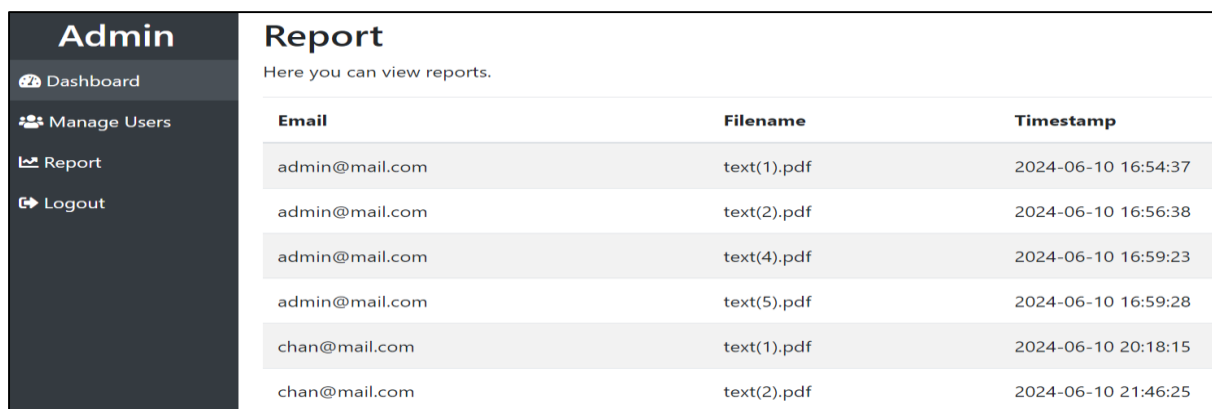 Admin
Dashboard
Manage Users
Report
Logout
Report
Here you can view reports.
Email Filename Timestamp
admin@mail.com text(1).pdf 2024-06-10 16:54:37
admin@mail.com text(2).pdf 2024-06-10 16:56:38
admin@mail.com text(4).pdf 2024-06-10 16:59:23
admin@mail.com text(5).pdf 2024-06-10 16:59:28
chan@mail.com text(1).pdf 2024-06-10 20:18:15
chan@mail.com text(2).pdf 2024-06-10 21:46:25